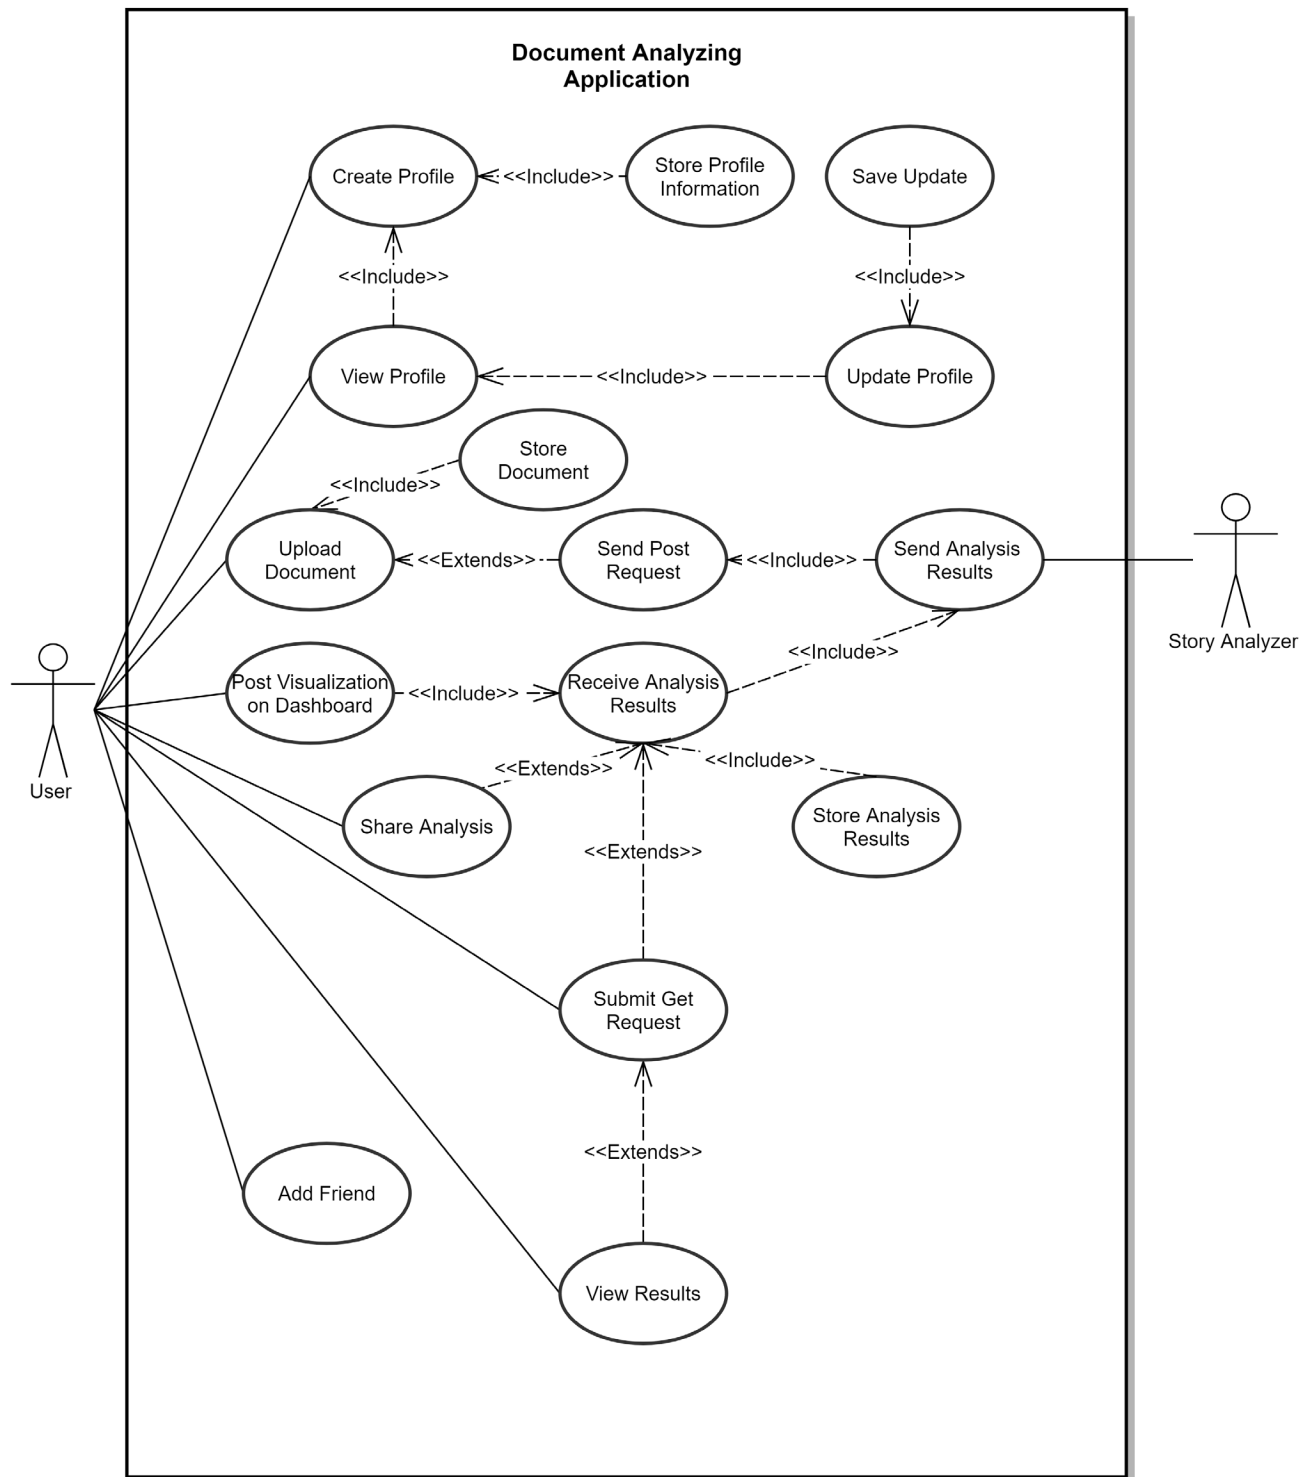 Document Analyzing
Application
Create Profile
<<Include>>
Store Profile
Information
Save Update
<<Include>>
<<Include>>
View Profile
<<Include>>
Update Profile
Store
Document
<<Include>>
Upload
Document
<<Extends>>
Send Post
Request
<<Include>>
Send Analysis
Results
Story Analyzer
<<Include>>
Post Visualization
on Dashboard
<<Include>>
Receive Analysis
Results
User
<<Extends>>
<<Include>>
Share Analysis
Store Analysis
Results
<<Extends>>
Submit Get
Request
<<Extends>>
Add Friend
View Results